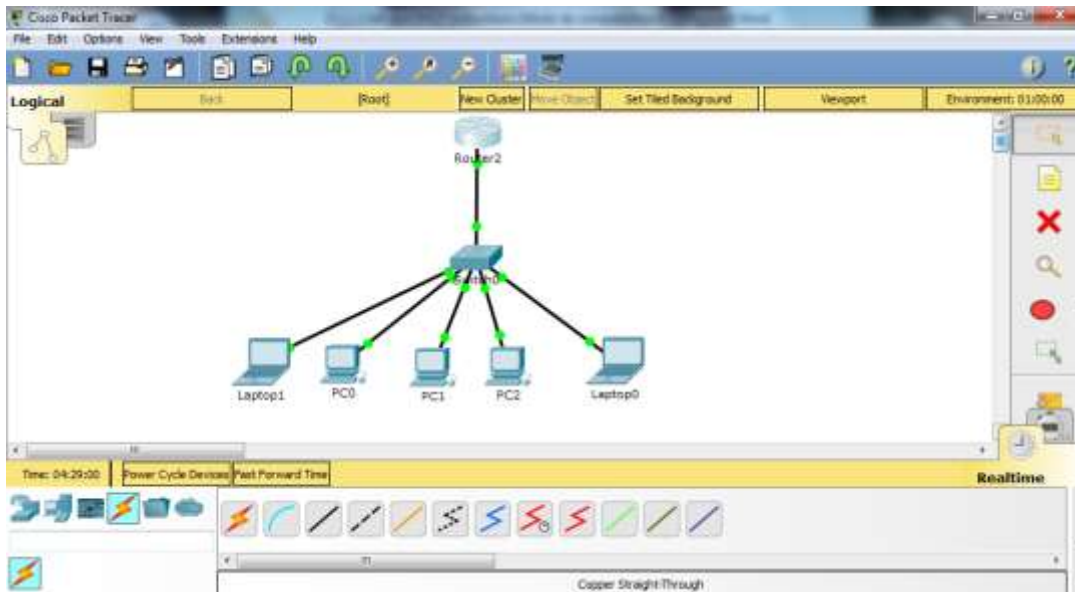 Cisco Packet Tracer
File Edit Options View Tools Extensions Help
Logical Back [Root] New Cluster Move Object Set Tiled Background Viewport Environment: 01:00:00
Router2
Switch0
Laptop1 PC0 PC1 PC2 Laptop0
Time: 04:29:00 Power Cycle Devices Fast Forward Time Realtime
Copper Straight-Through